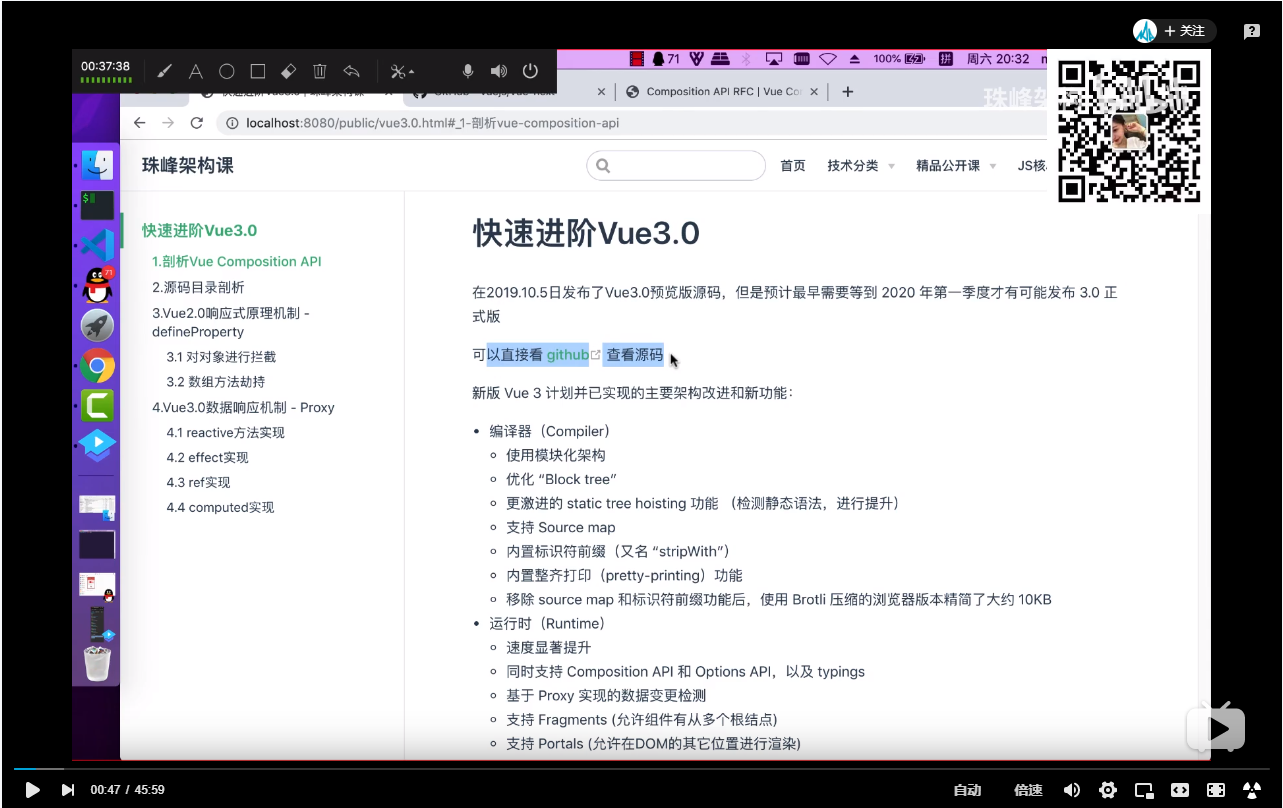 + 关注
00:37:38
71
100%
拼
周六 20:32
Composition API RFC | Vue Co
localhost:8080/public/vue3.0.html#_1-剖析vue-composition-api
珠峰架构课
首页
技术分类
精品公开课
JS核
快速进阶Vue3.0
1.剖析Vue Composition API
2.源码目录剖析
3.Vue2.0响应式原理机制 -
defineProperty
3.1 对对象进行拦截
3.2 数组方法劫持
4.Vue3.0数据响应机制 - Proxy
4.1 reactive方法实现
4.2 effect实现
4.3 ref实现
4.4 computed实现
快速进阶Vue3.0
在2019.10.5日发布了Vue3.0预览版源码，但是预计最早需要等到 2020 年第一季度才有可能发布 3.0 正
式版
可以直接看 github 查看源码
新版 Vue 3 计划并已实现的主要架构改进和新功能：
• 编译器（Compiler）
◦ 使用模块化架构
◦ 优化 “Block tree”
◦ 更激进的 static tree hoisting 功能 （检测静态语法，进行提升）
◦ 支持 Source map
◦ 内置标识符前缀（又名 “stripWith”）
◦ 内置整齐打印（pretty-printing）功能
◦ 移除 source map 和标识符前缀功能后，使用 Brotli 压缩的浏览器版本精简了大约 10KB
• 运行时（Runtime）
◦ 速度显著提升
◦ 同时支持 Composition API 和 Options API，以及 typings
◦ 基于 Proxy 实现的数据变更检测
◦ 支持 Fragments (允许组件有从多个根结点)
◦ 支持 Portals (允许在DOM的其它位置进行渲染)
00:47 / 45:59
自动
倍速